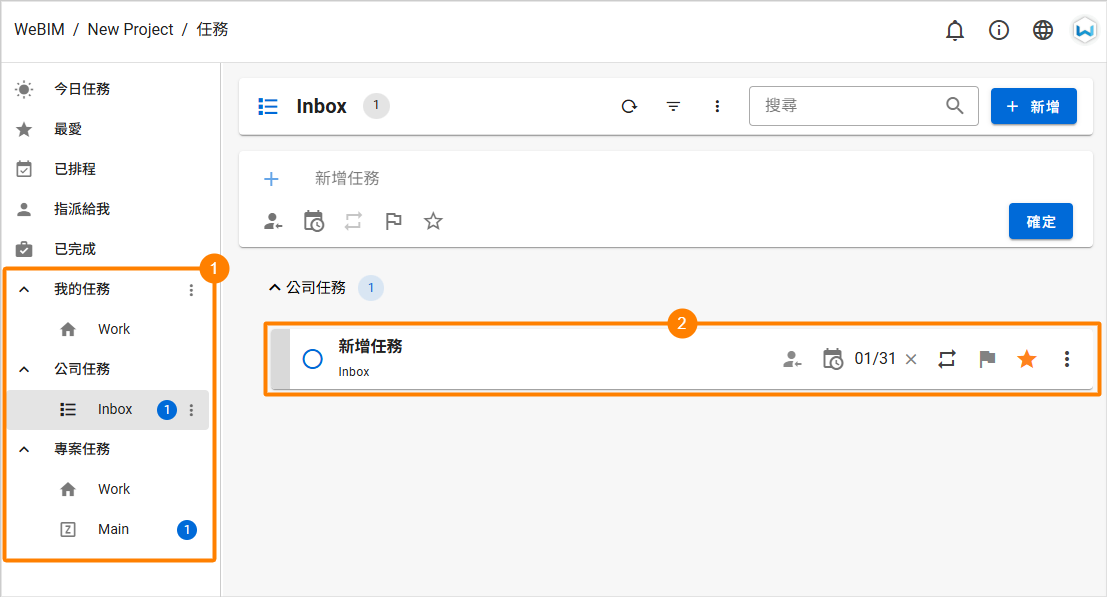 WeBIM / New Project / 任務
今日任務
最愛
已排程
指派給我
已完成
1
我的任務
Work
公司任務
Inbox 1
專案任務
Work
Z Main 1
Inbox 1
搜尋
+ 新增
+ 新增任務
確定
公司任務 1
2
新增任務
Inbox
01/31 ×